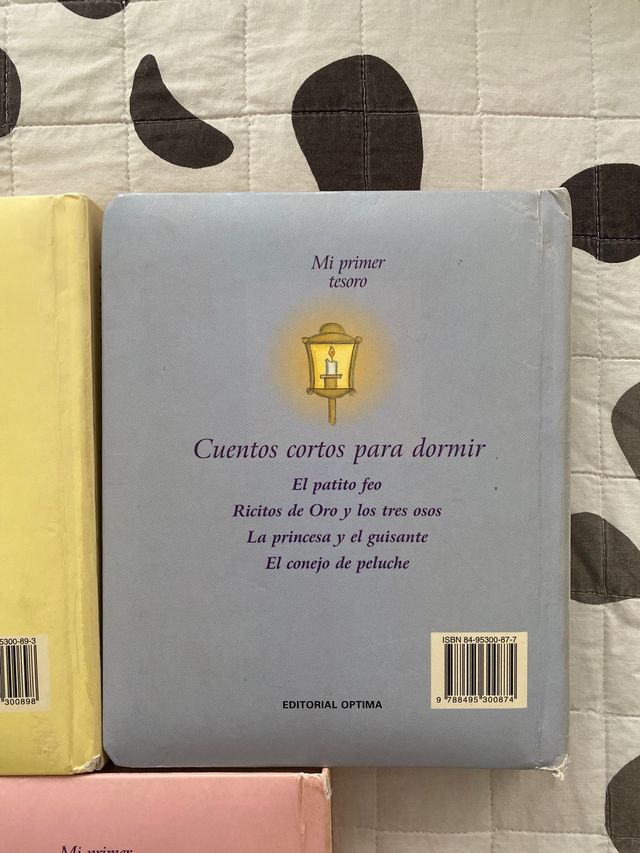 Mi primer
tesoro
Cuentos cortos para dormir
El patito feo
Ricitos de Oro y los tres osos
La princesa y el guisante
El conejo de peluche
ISBN 84-95300-87-7
9 788495 300874
EDITORIAL OPTIMA
5300-89-3
300898
Mi primer